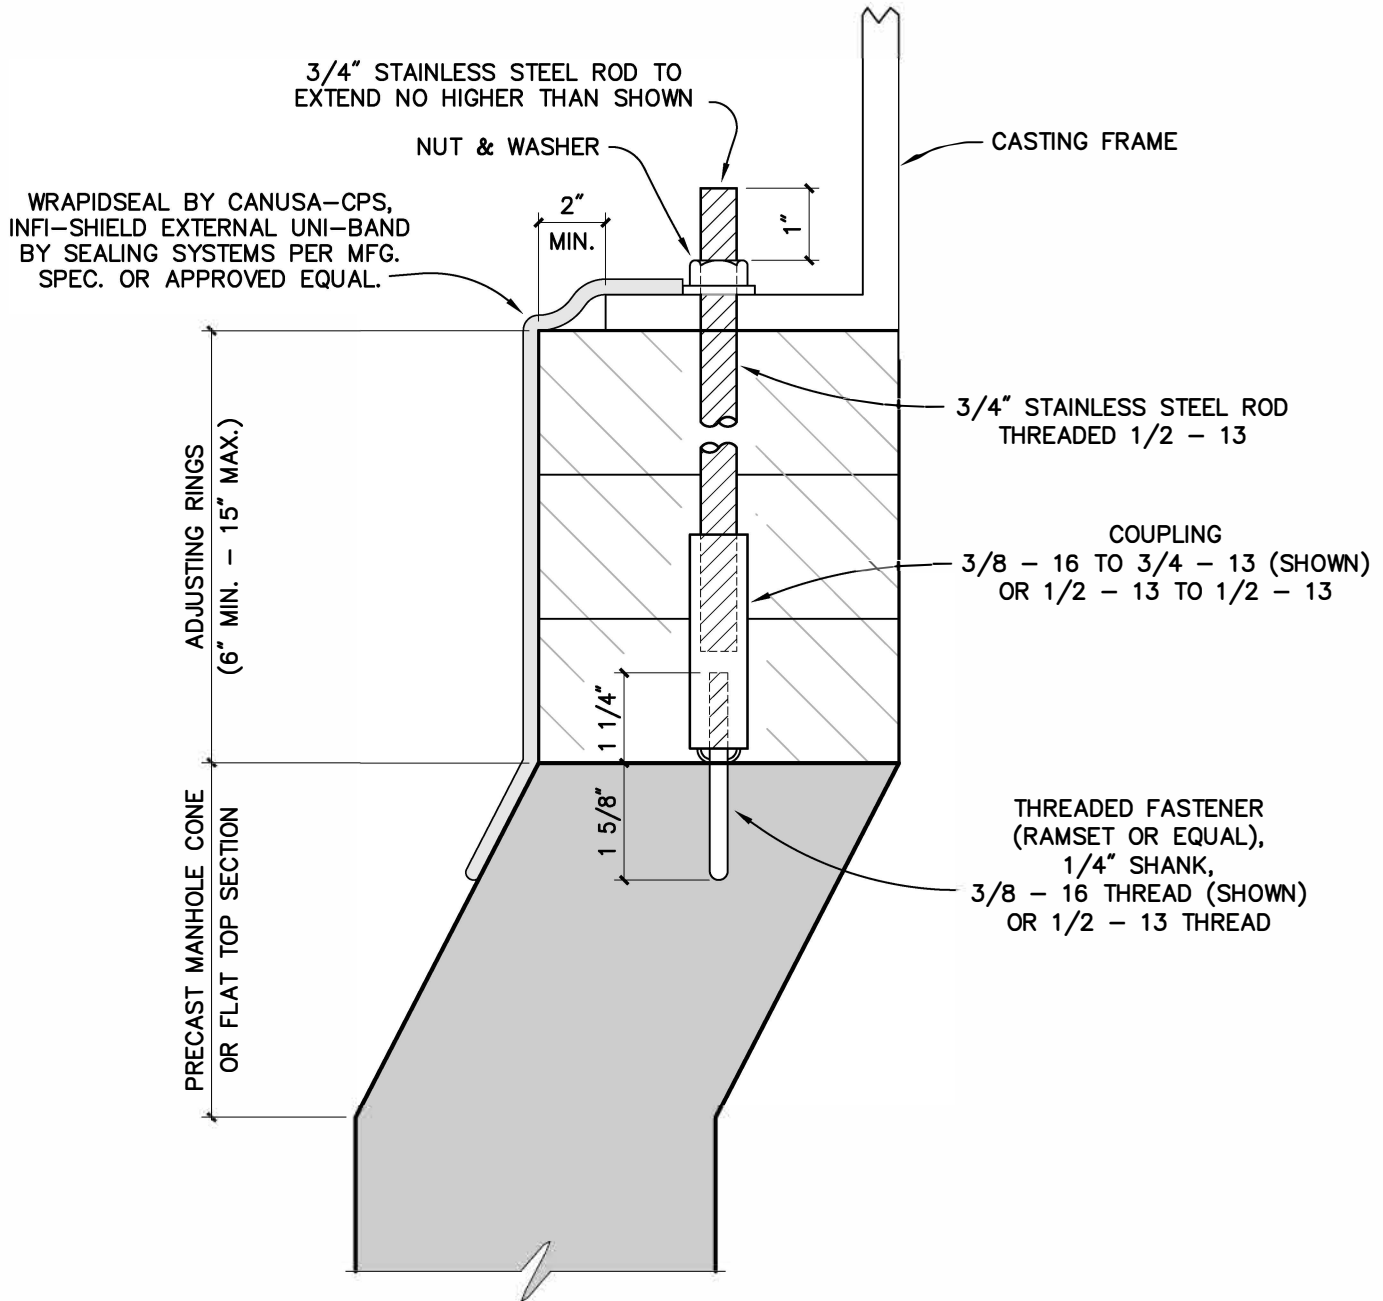 3/4" STAINLESS STEEL ROD TO
EXTEND NO HIGHER THAN SHOWN
NUT & WASHER
CASTING FRAME
WRAPIDSEAL BY CANUSA-CPS,
INFI-SHIELD EXTERNAL UNI-BAND
BY SEALING SYSTEMS PER MFG.
SPEC. OR APPROVED EQUAL.
2"
MIN.
1"
3/4" STAINLESS STEEL ROD
THREADED 1/2 - 13
ADJUSTING RINGS
(6" MIN. - 15" MAX.)
COUPLING
3/8 - 16 TO 3/4 - 13 (SHOWN)
OR 1/2 - 13 TO 1/2 - 13
1 1/4"
1 5/8"
PRECAST MANHOLE CONE
OR FLAT TOP SECTION
THREADED FASTENER
(RAMSET OR EQUAL),
1/4" SHANK,
3/8 - 16 THREAD (SHOWN)
OR 1/2 - 13 THREAD